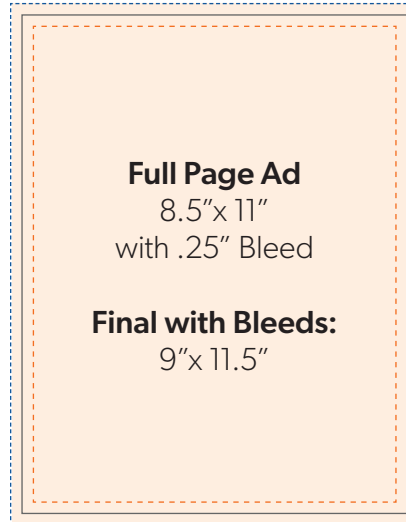 Full Page Ad
8.5”x 11”
with .25” Bleed
Final with Bleeds:
9”x 11.5”